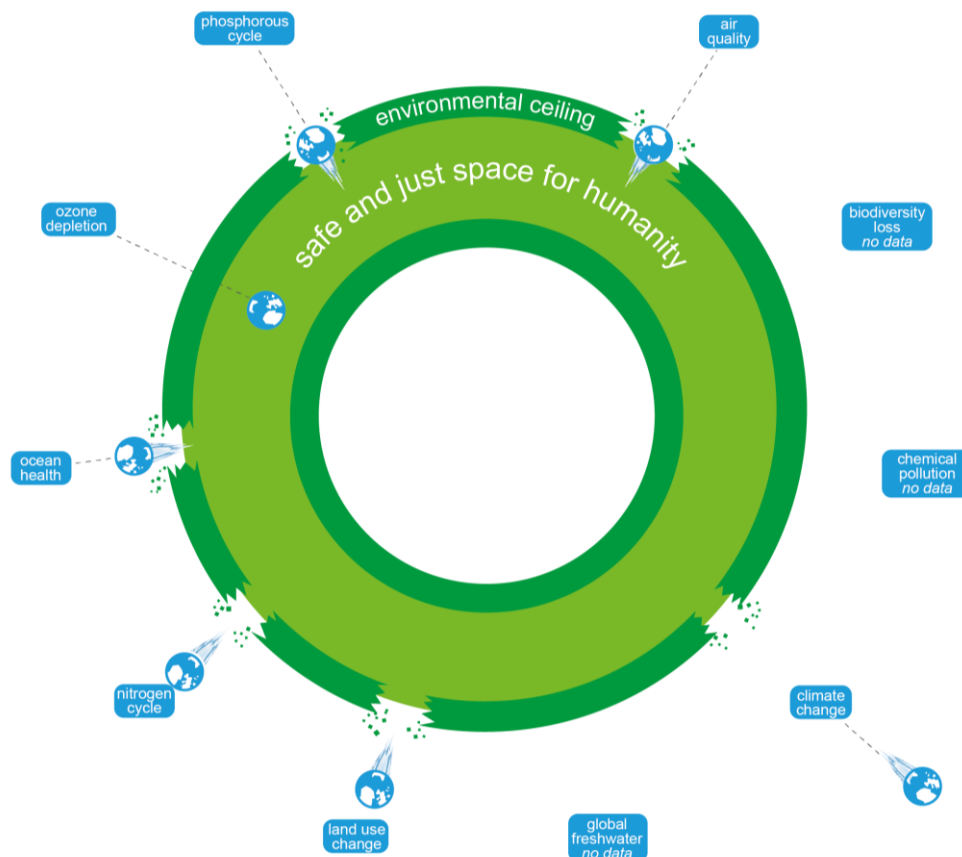 phosphorous
cycle
air
quality
environmental ceiling
safe and just space for humanity
ozone
depletion
biodiversity
loss
no data
ocean
health
chemical
pollution
no data
nitrogen
cycle
climate
change
land use
change
global
freshwater
no data